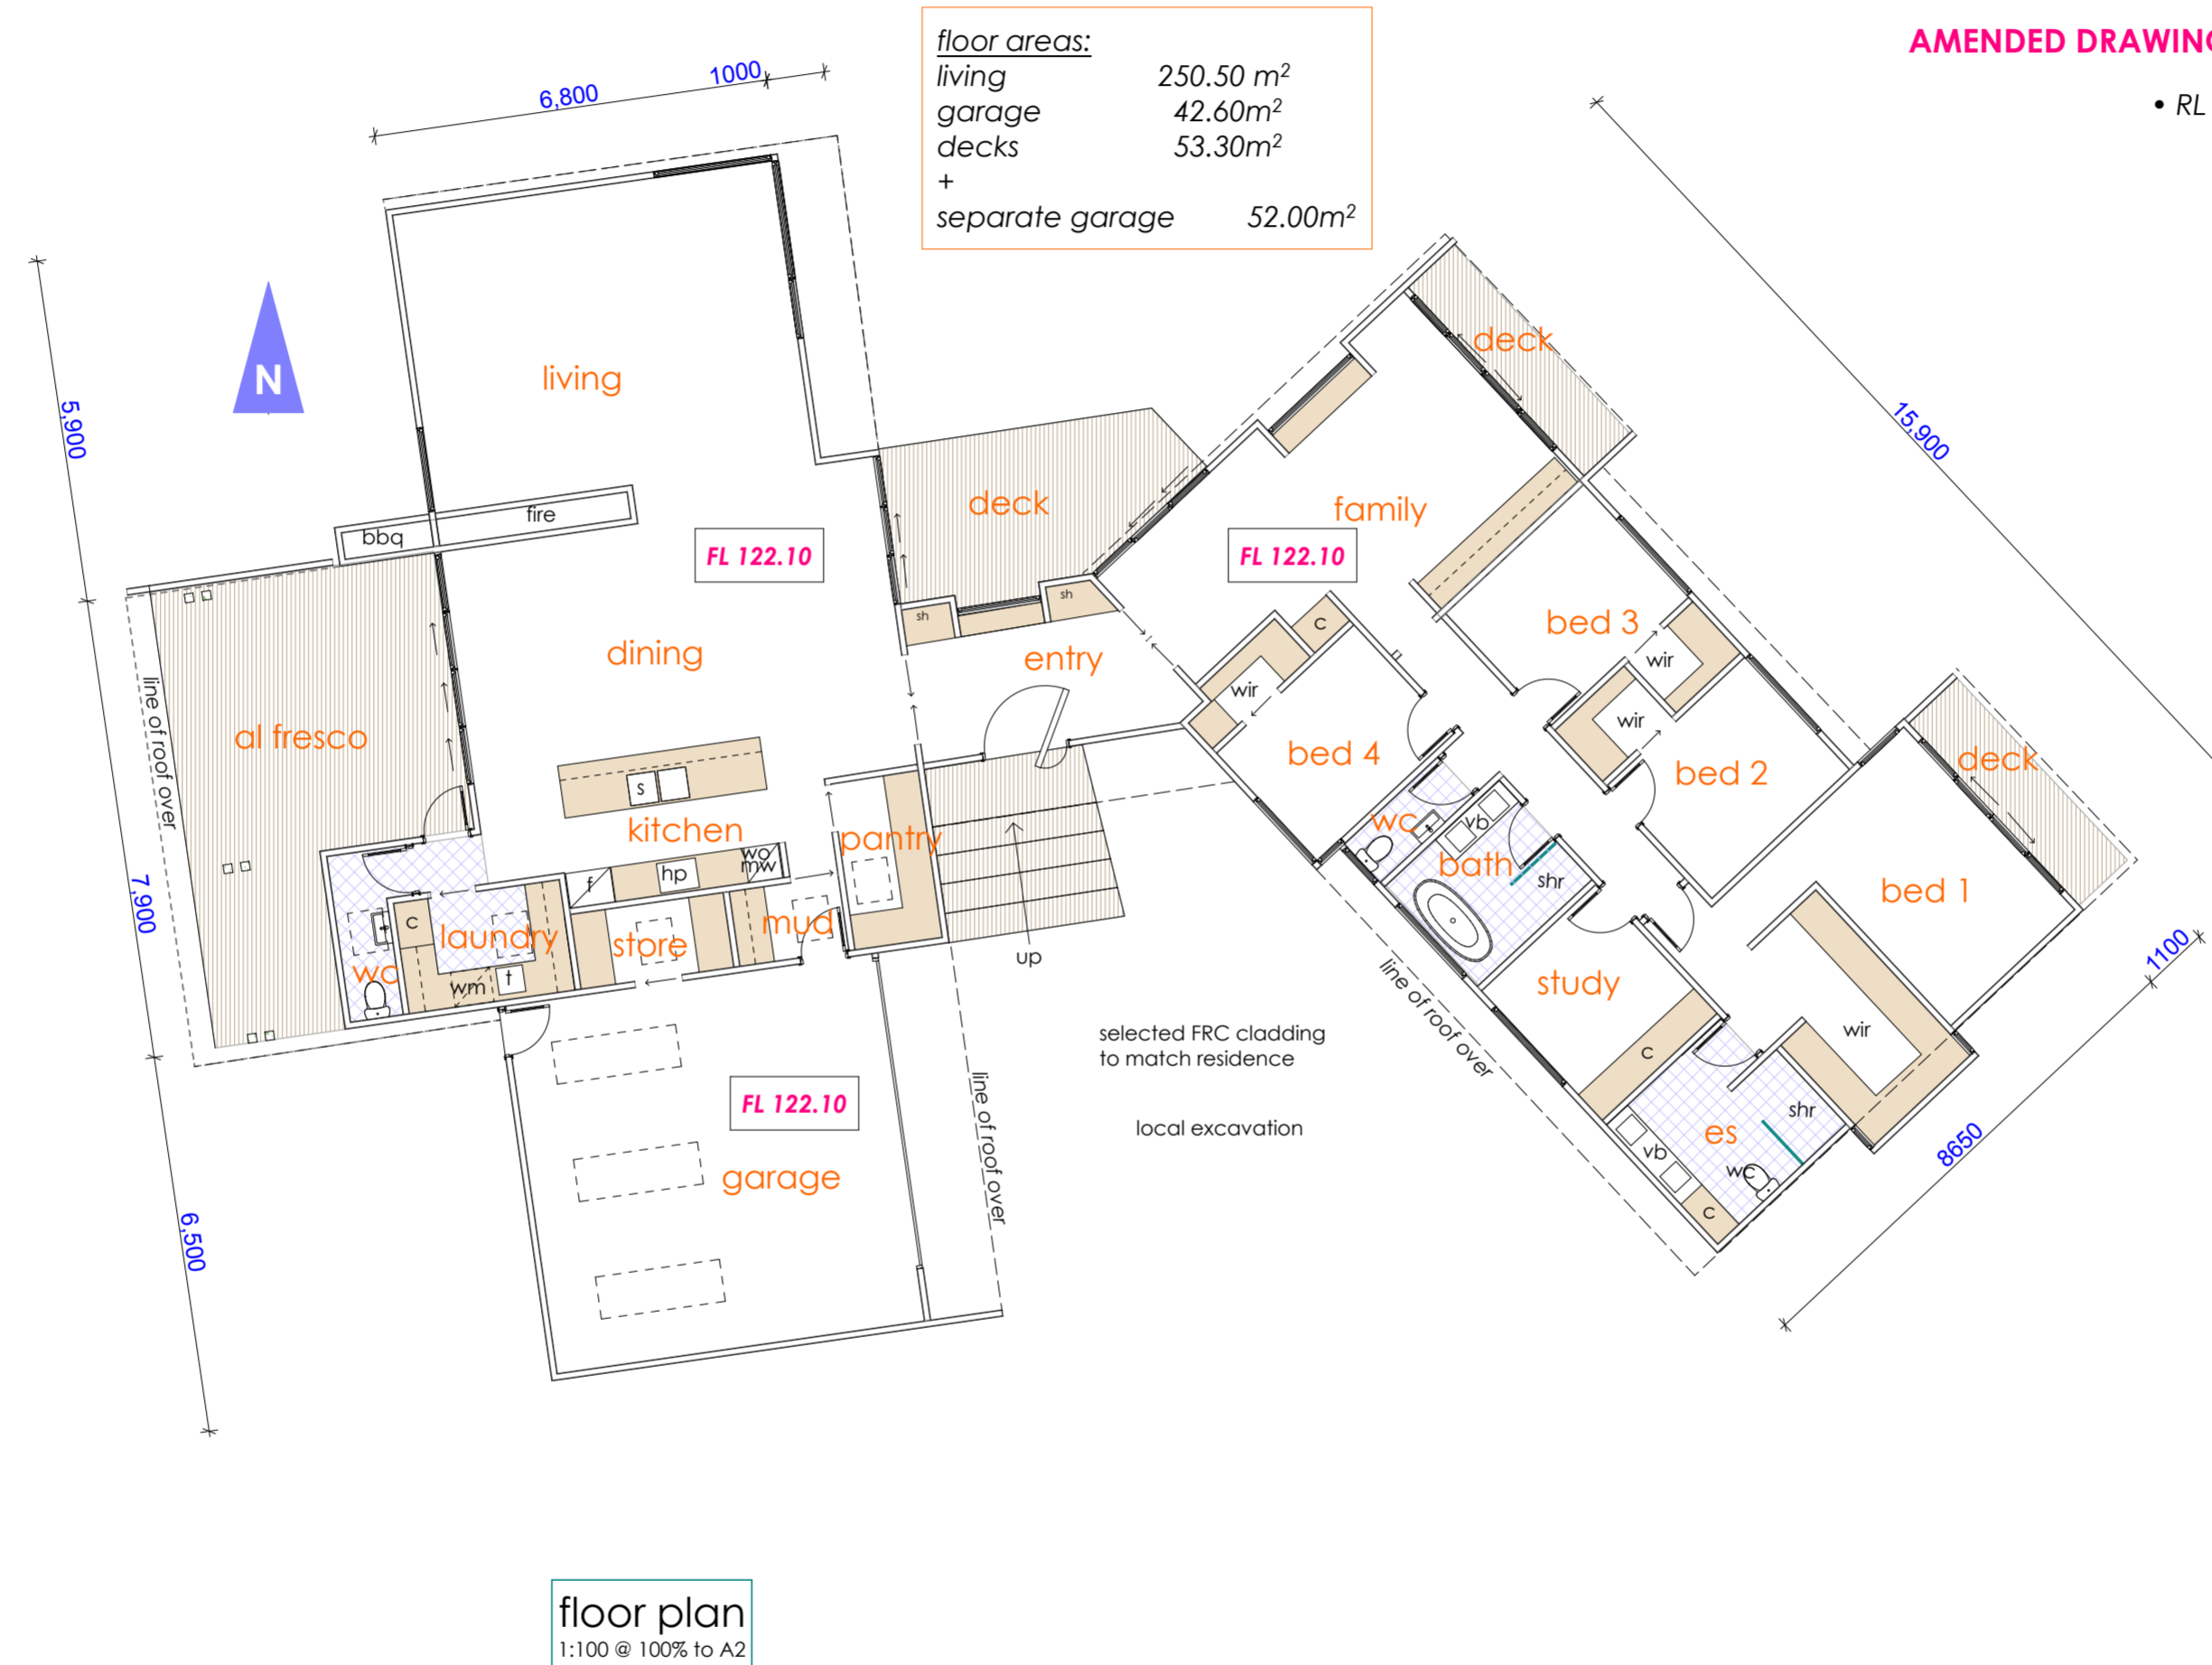 AMENDED DRAWING
• RL
floor areas:
living 250.50 m²
garage 42.60m²
decks 53.30m²
+
separate garage 52.00m²
6,800
1000
15,900
5,900
7,900
6,500
1100
8650
N
living
deck
fire
bbq
deck
family
FL 122.10
FL 122.10
sh
sh
c
bed 3
dining
entry
wir
wir
wir
line of roof over
al fresco
bed 4
bed 2
deck
s
kitchen
pantry
wo
mw
f
hp
wc
vb
bath
shr
bed 1
c
laundry
store
mud
wc
wm
t
up
study
line of roof over
selected FRC cladding
to match residence
wir
c
FL 122.10
line of roof over
local excavation
shr
es
vb
wc
garage
c
floor plan
1:100 @ 100% to A2